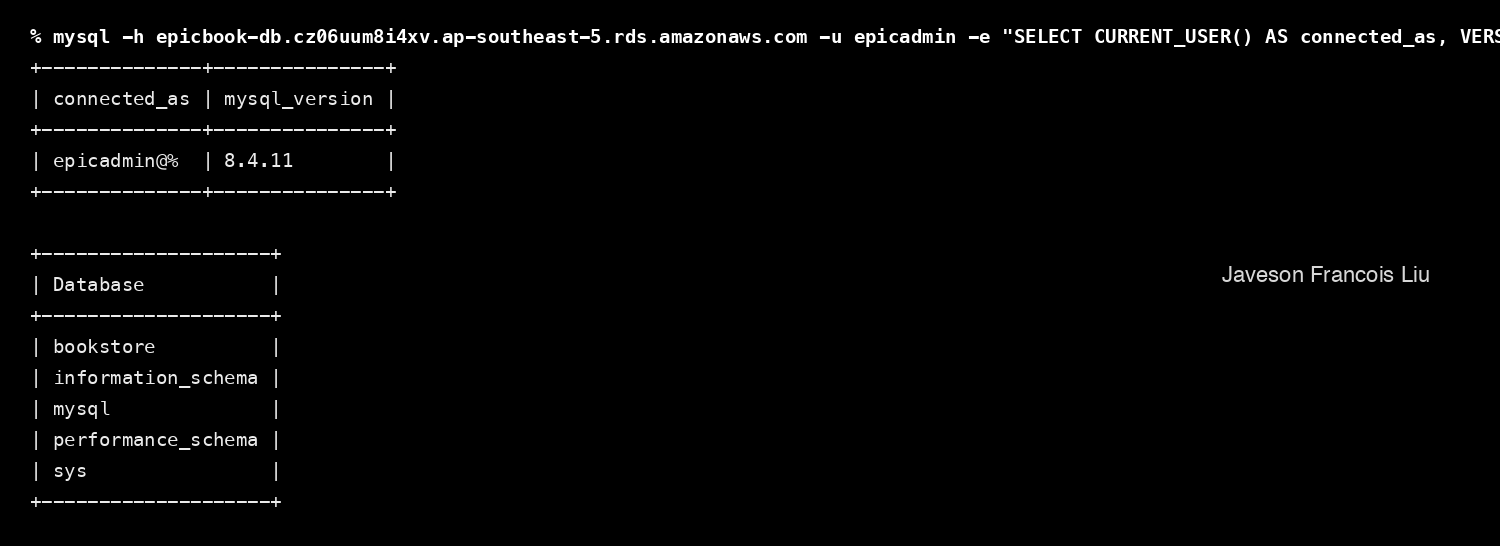 % mysql -h epicbook-db.cz06uum8i4xv.ap-southeast-5.rds.amazonaws.com -u epicadmin -e "SELECT CURRENT_USER() AS connected_as, VERS
+--------------+---------------+
| connected_as | mysql_version |
+--------------+---------------+
| epicadmin@%  | 8.4.11        |
+--------------+---------------+
+--------------------+
| Database           |
Javeson Francois Liu
+--------------------+
| bookstore          |
| information_schema |
| mysql              |
| performance_schema |
| sys                |
+--------------------+